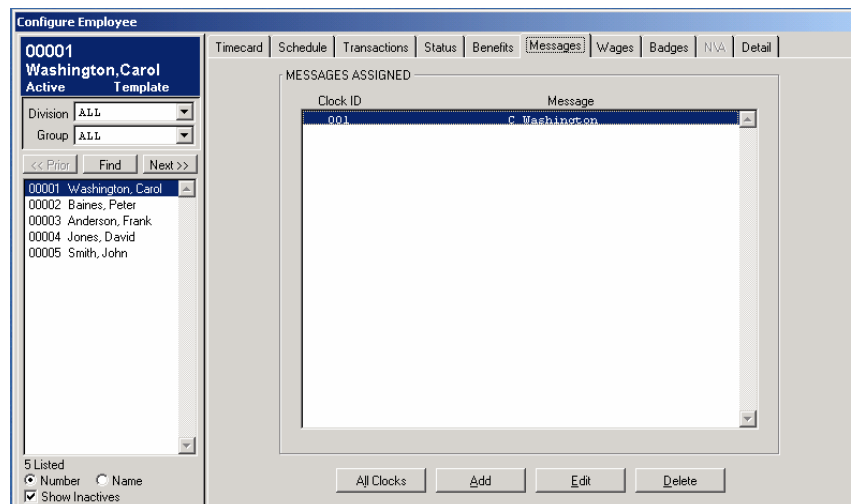 Configure Employee
00001
Washington,Carol
Active Template
Division ALL
Group ALL
<< Prior Find Next >>
00001 Washington, Carol
00002 Baines, Peter
00003 Anderson, Frank
00004 Jones, David
00005 Smith, John
5 Listed
Number Name
Show Inactives
Timecard Schedule Transactions Status Benefits Messages Wages Badges N\A Detail
MESSAGES ASSIGNED
Clock ID Message
001 C Washington
All Clocks Add Edit Delete